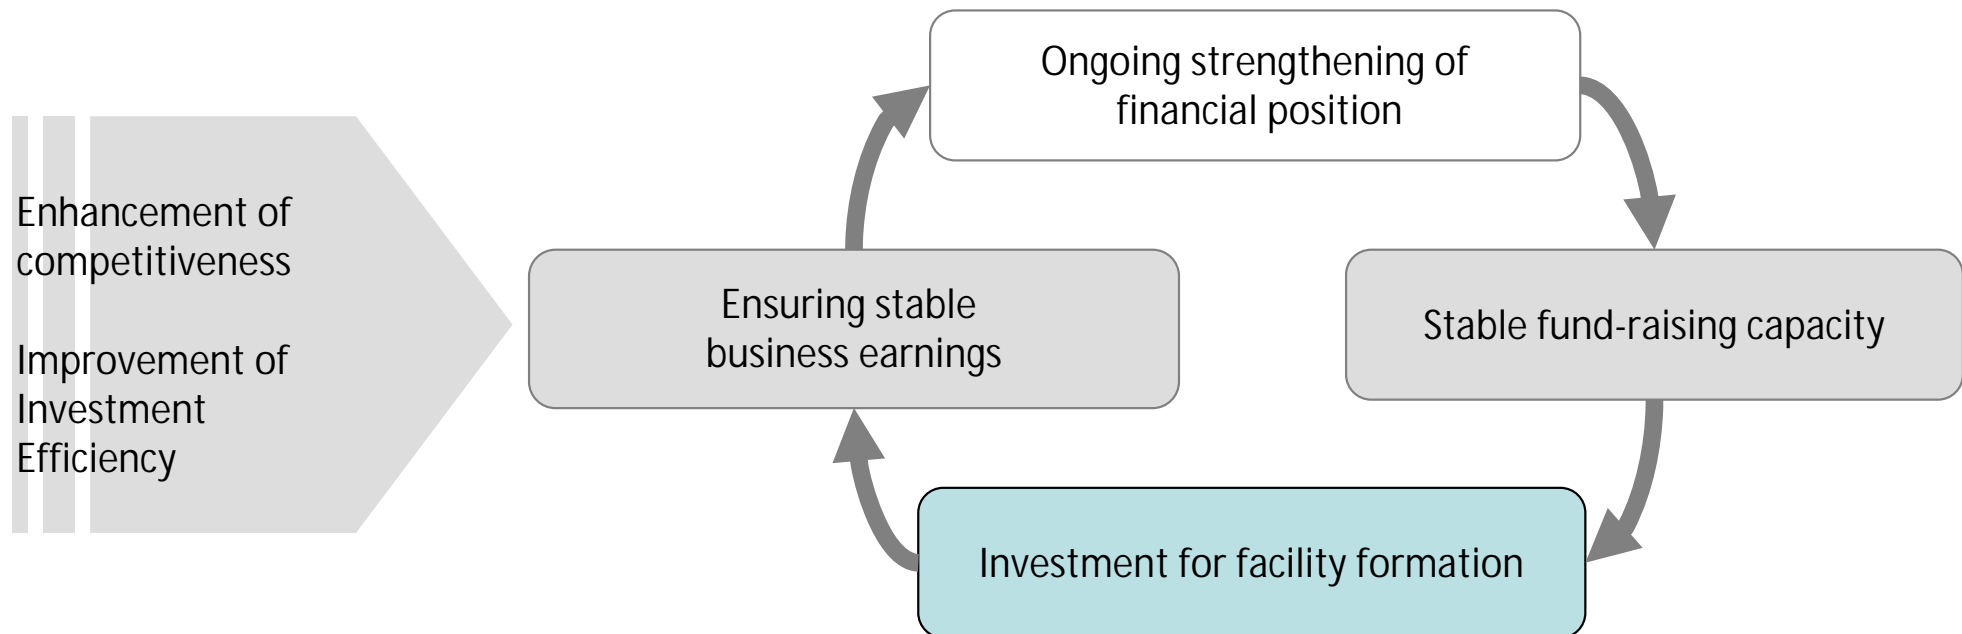 Ongoing strengthening of
financial position
Enhancement of
competitiveness
Improvement of
Investment
Efficiency
Ensuring stable
business earnings
Stable fund-raising capacity
Investment for facility formation